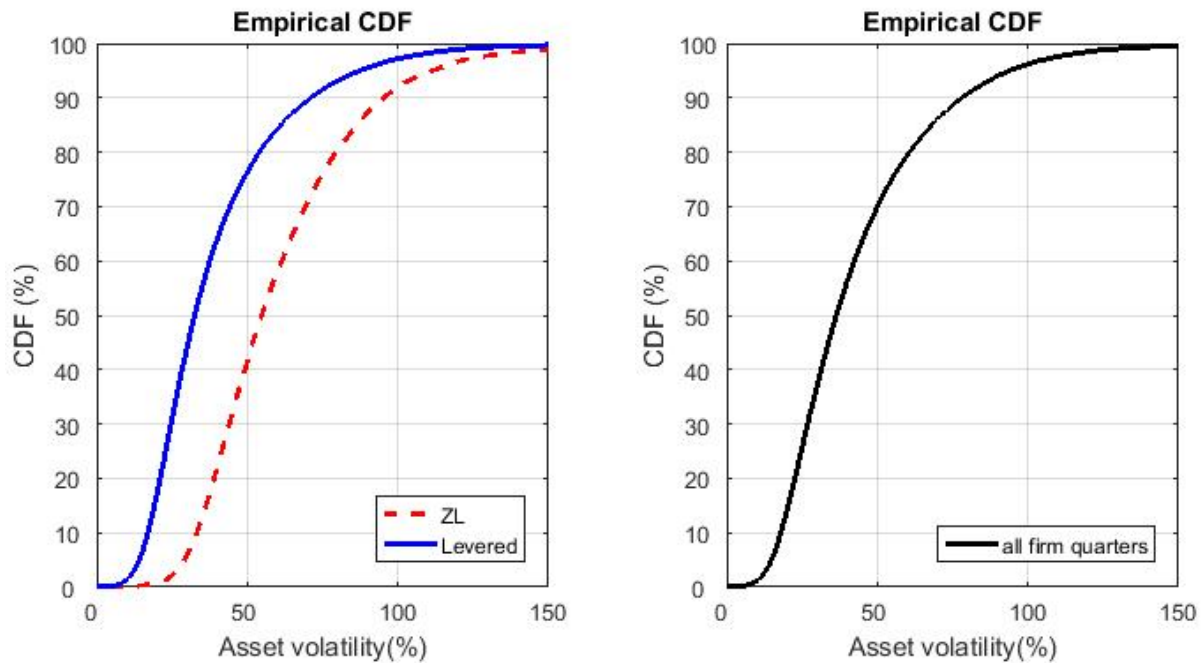 Empirical CDF
100
90
80
70
60
50
40
30
20
10
0
CDF (%)
ZL
Levered
0 50 100 150
Asset volatility(%)
Empirical CDF
100
90
80
70
60
50
40
30
20
10
0
CDF (%)
all firm quarters
0 50 100 150
Asset volatility(%)